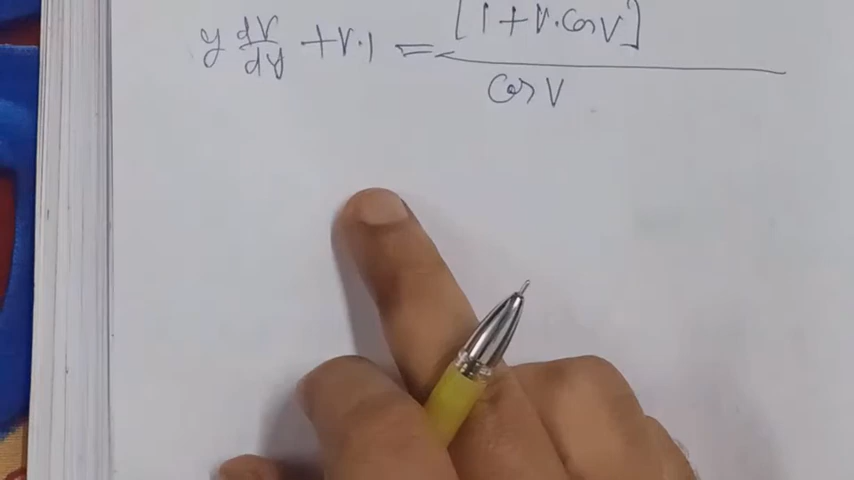 y dv/dy + v·1 = [1 + v·cos v] / cos v